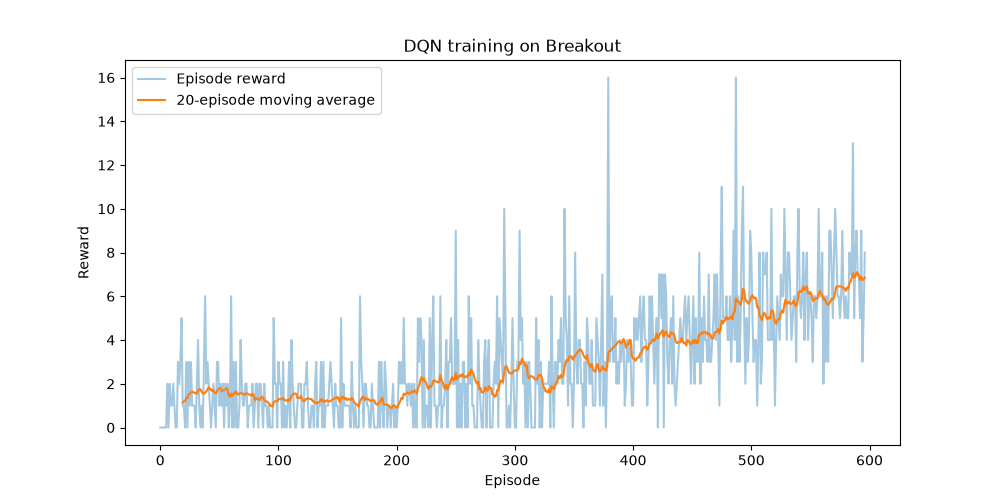 DQN training on Breakout
Episode reward
20-episode moving average
16
14
12
10
8
6
4
2
0
Reward
0 100 200 300 400 500 600
Episode